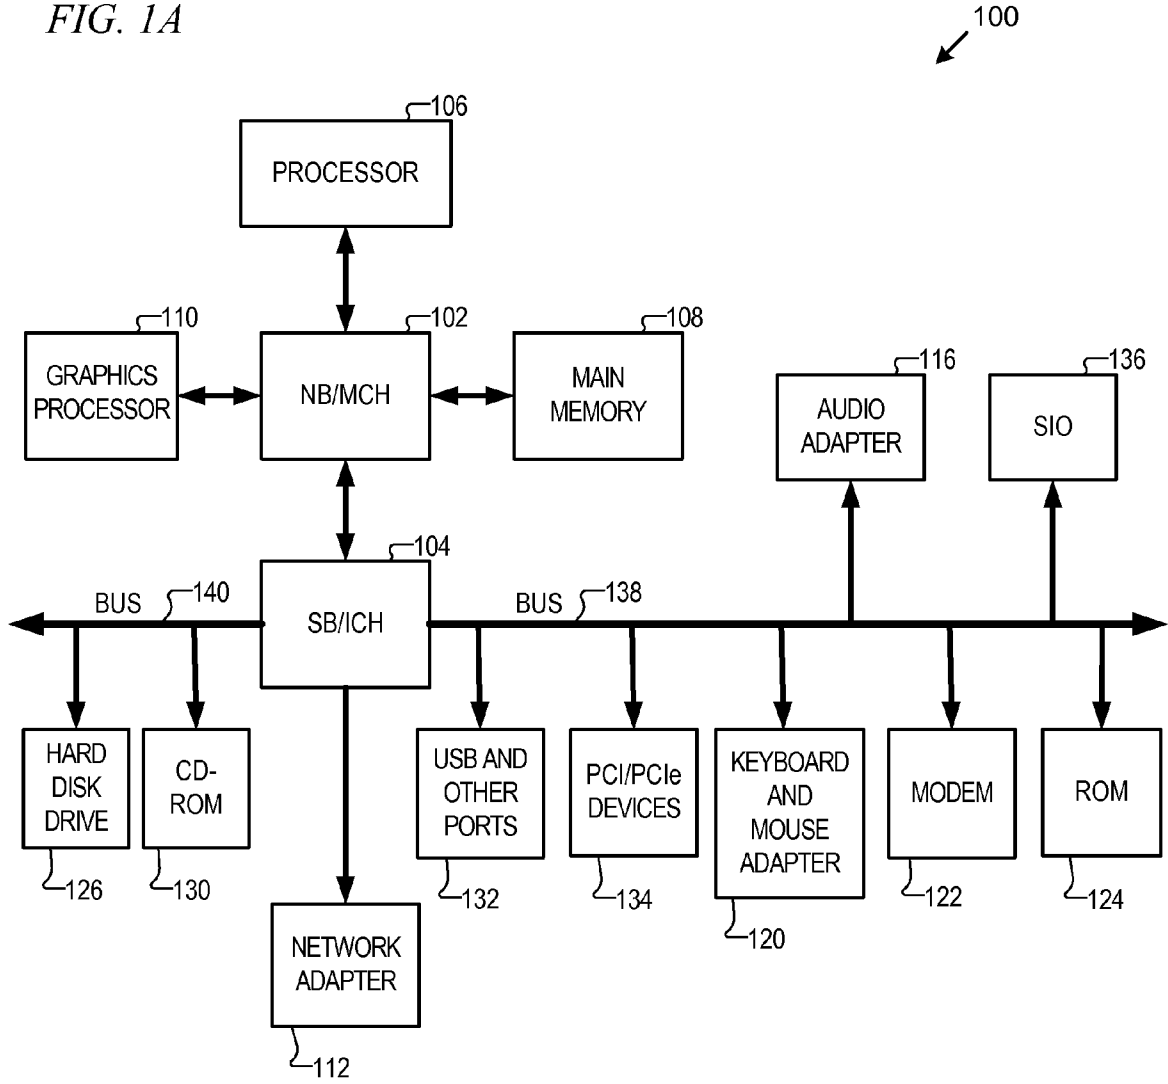 FIG. 1A
100
106
PROCESSOR
110
102
108
GRAPHICS
PROCESSOR
NB/MCH
MAIN
MEMORY
116
136
AUDIO
ADAPTER
SIO
104
BUS
140
SB/ICH
BUS
138
HARD
DISK
DRIVE
CD-
ROM
USB AND
OTHER
PORTS
PCI/PCIe
DEVICES
KEYBOARD
AND
MOUSE
ADAPTER
MODEM
ROM
126
130
132
134
120
122
124
NETWORK
ADAPTER
112